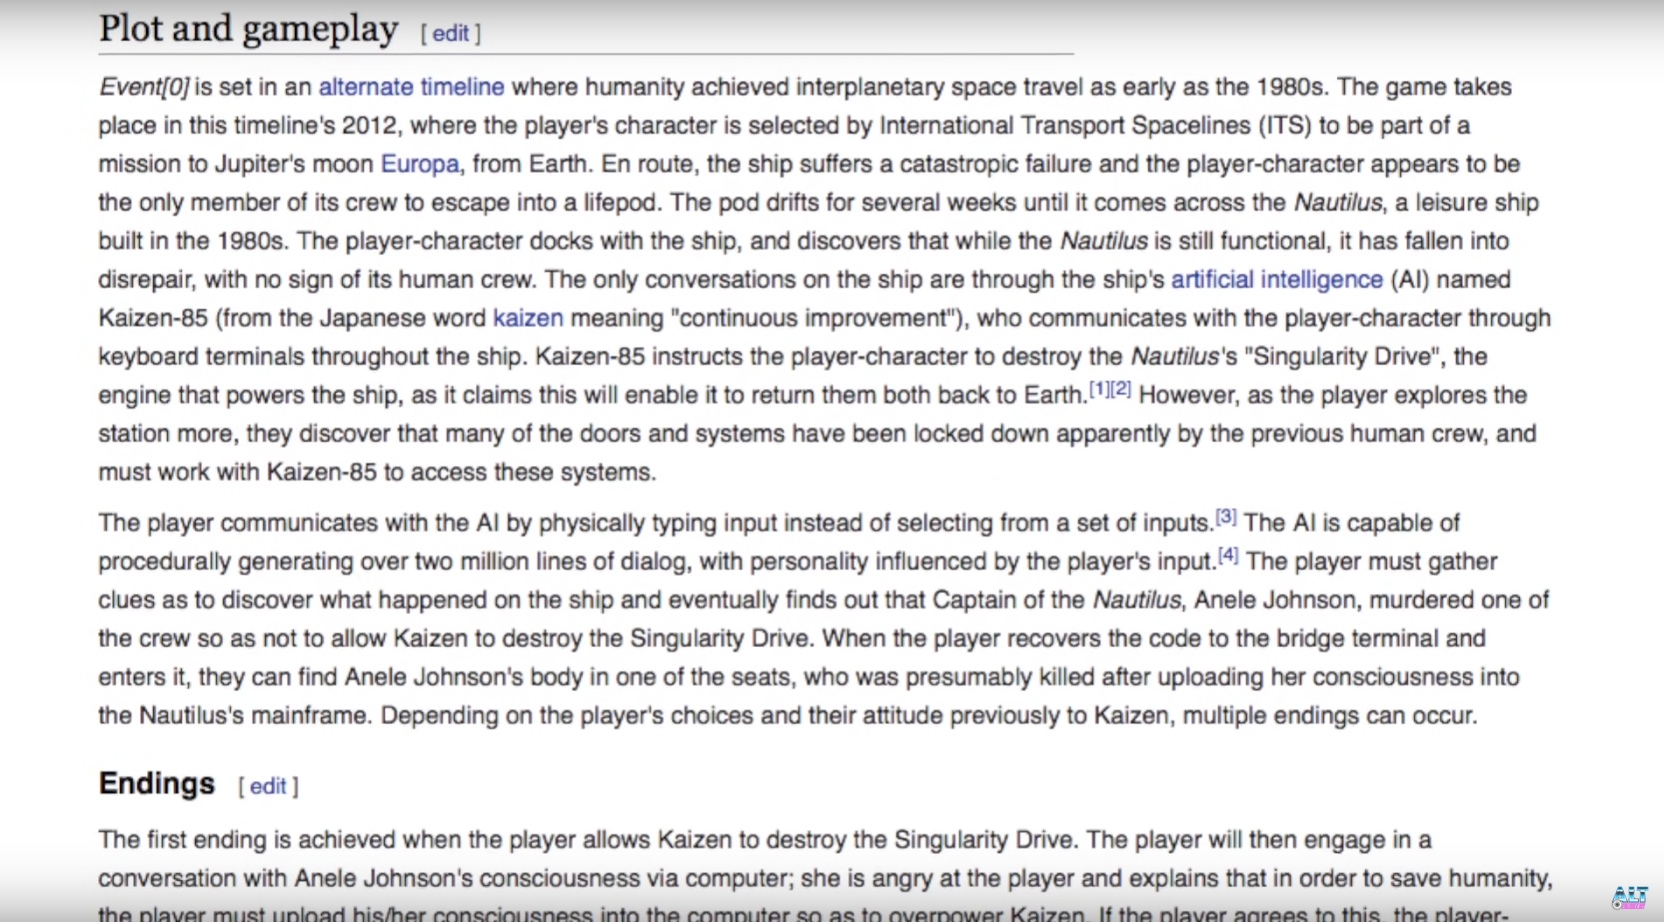 Plot and gameplay [ edit ]
Event[0] is set in an alternate timeline where humanity achieved interplanetary space travel as early as the 1980s. The game takes
place in this timeline's 2012, where the player's character is selected by International Transport Spacelines (ITS) to be part of a
mission to Jupiter's moon Europa, from Earth. En route, the ship suffers a catastropic failure and the player-character appears to be
the only member of its crew to escape into a lifepod. The pod drifts for several weeks until it comes across the Nautilus, a leisure ship
built in the 1980s. The player-character docks with the ship, and discovers that while the Nautilus is still functional, it has fallen into
disrepair, with no sign of its human crew. The only conversations on the ship are through the ship's artificial intelligence (AI) named
Kaizen-85 (from the Japanese word kaizen meaning "continuous improvement"), who communicates with the player-character through
keyboard terminals throughout the ship. Kaizen-85 instructs the player-character to destroy the Nautilus's "Singularity Drive", the
engine that powers the ship, as it claims this will enable it to return them both back to Earth.[1][2] However, as the player explores the
station more, they discover that many of the doors and systems have been locked down apparently by the previous human crew, and
must work with Kaizen-85 to access these systems.
The player communicates with the AI by physically typing input instead of selecting from a set of inputs.[3] The AI is capable of
procedurally generating over two million lines of dialog, with personality influenced by the player's input.[4] The player must gather
clues as to discover what happened on the ship and eventually finds out that Captain of the Nautilus, Anele Johnson, murdered one of
the crew so as not to allow Kaizen to destroy the Singularity Drive. When the player recovers the code to the bridge terminal and
enters it, they can find Anele Johnson's body in one of the seats, who was presumably killed after uploading her consciousness into
the Nautilus's mainframe. Depending on the player's choices and their attitude previously to Kaizen, multiple endings can occur.
Endings [ edit ]
The first ending is achieved when the player allows Kaizen to destroy the Singularity Drive. The player will then engage in a
conversation with Anele Johnson's consciousness via computer; she is angry at the player and explains that in order to save humanity,
the player must upload his/her consciousness into the computer so as to overpower Kaizen. If the player agrees to this, the player-
ALT